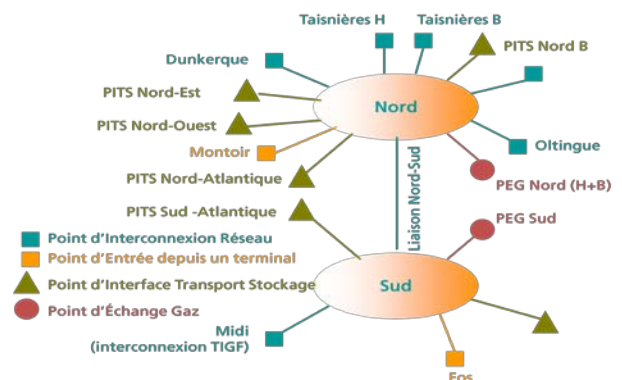 Taisnières H
Taisnières B
PITS Nord B
Dunkerque
PITS Nord-Est
Nord
PITS Nord-Ouest
Montoir
Oltingue
PITS Nord-Atlantique
PEG Nord (H+B)
Liaison Nord-Sud
PITS Sud -Atlantique
PEG Sud
Point d'Interconnexion Réseau
Point d'Entrée depuis un terminal
Point d'Interface Transport Stockage
Sud
Point d'Échange Gaz
Midi
(interconnexion TIGF)
Fos